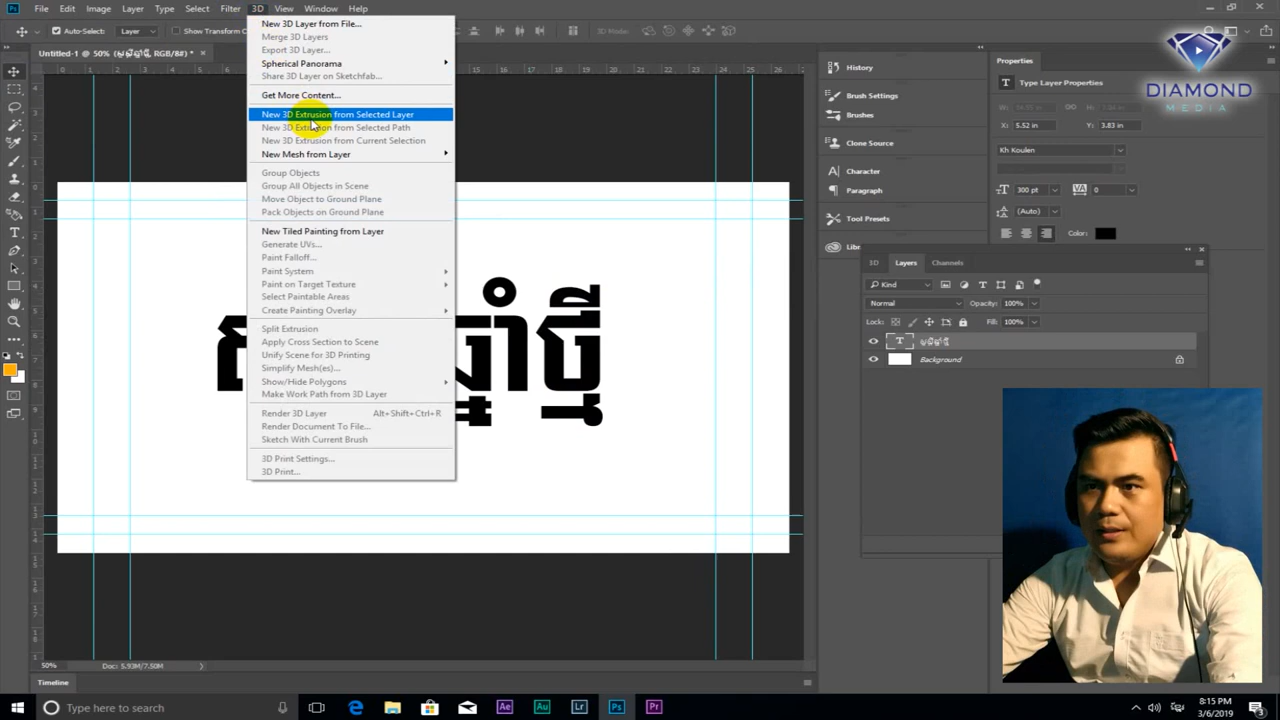 File Edit Image Layer Type Select Filter 3D View Window Help
Auto-Select: Layer Show Transform C 3D Mode:
Untitled-1 @ 50% RGB/8#) * ×
New 3D Layer from File...
Merge 3D Layers
Export 3D Layer...
Spherical Panorama
Share 3D Layer on Sketchfab...
Get More Content...
New 3D Extrusion from Selected Layer
New 3D Extrusion from Selected Path
New 3D Extrusion from Current Selection
New Mesh from Layer
Group Objects
Group All Objects in Scene
Move Object to Ground Plane
Pack Objects on Ground Plane
New Tiled Painting from Layer
Generate UVs...
Paint Falloff...
Paint System
Paint on Target Texture
Select Paintable Areas
Create Painting Overlay
Split Extrusion
Apply Cross Section to Scene
Unify Scene for 3D Printing
Simplify Mesh(es)...
Show/Hide Polygons
Make Work Path from 3D Layer
Render 3D Layer Alt+Shift+Ctrl+R
Render Document To File...
Sketch With Current Brush
3D Print Settings...
3D Print...
History
Brush Settings
Brushes
Clone Source
Character
Paragraph
Tool Presets
Libr
Properties
Type Layer Properties
X: 5.52 in Y: 3.83 in
Kh Koulen
300 pt 0
(Auto) Color:
DIAMOND
MEDIA
3D Layers Channels
Kind
Normal Opacity: 100%
Lock: Fill: 100%
Background
50% Doc: 5.93M/7.50M
Timeline
Type here to search
Ae Au Lr Ps Pr
8:15 PM
3/6/2019